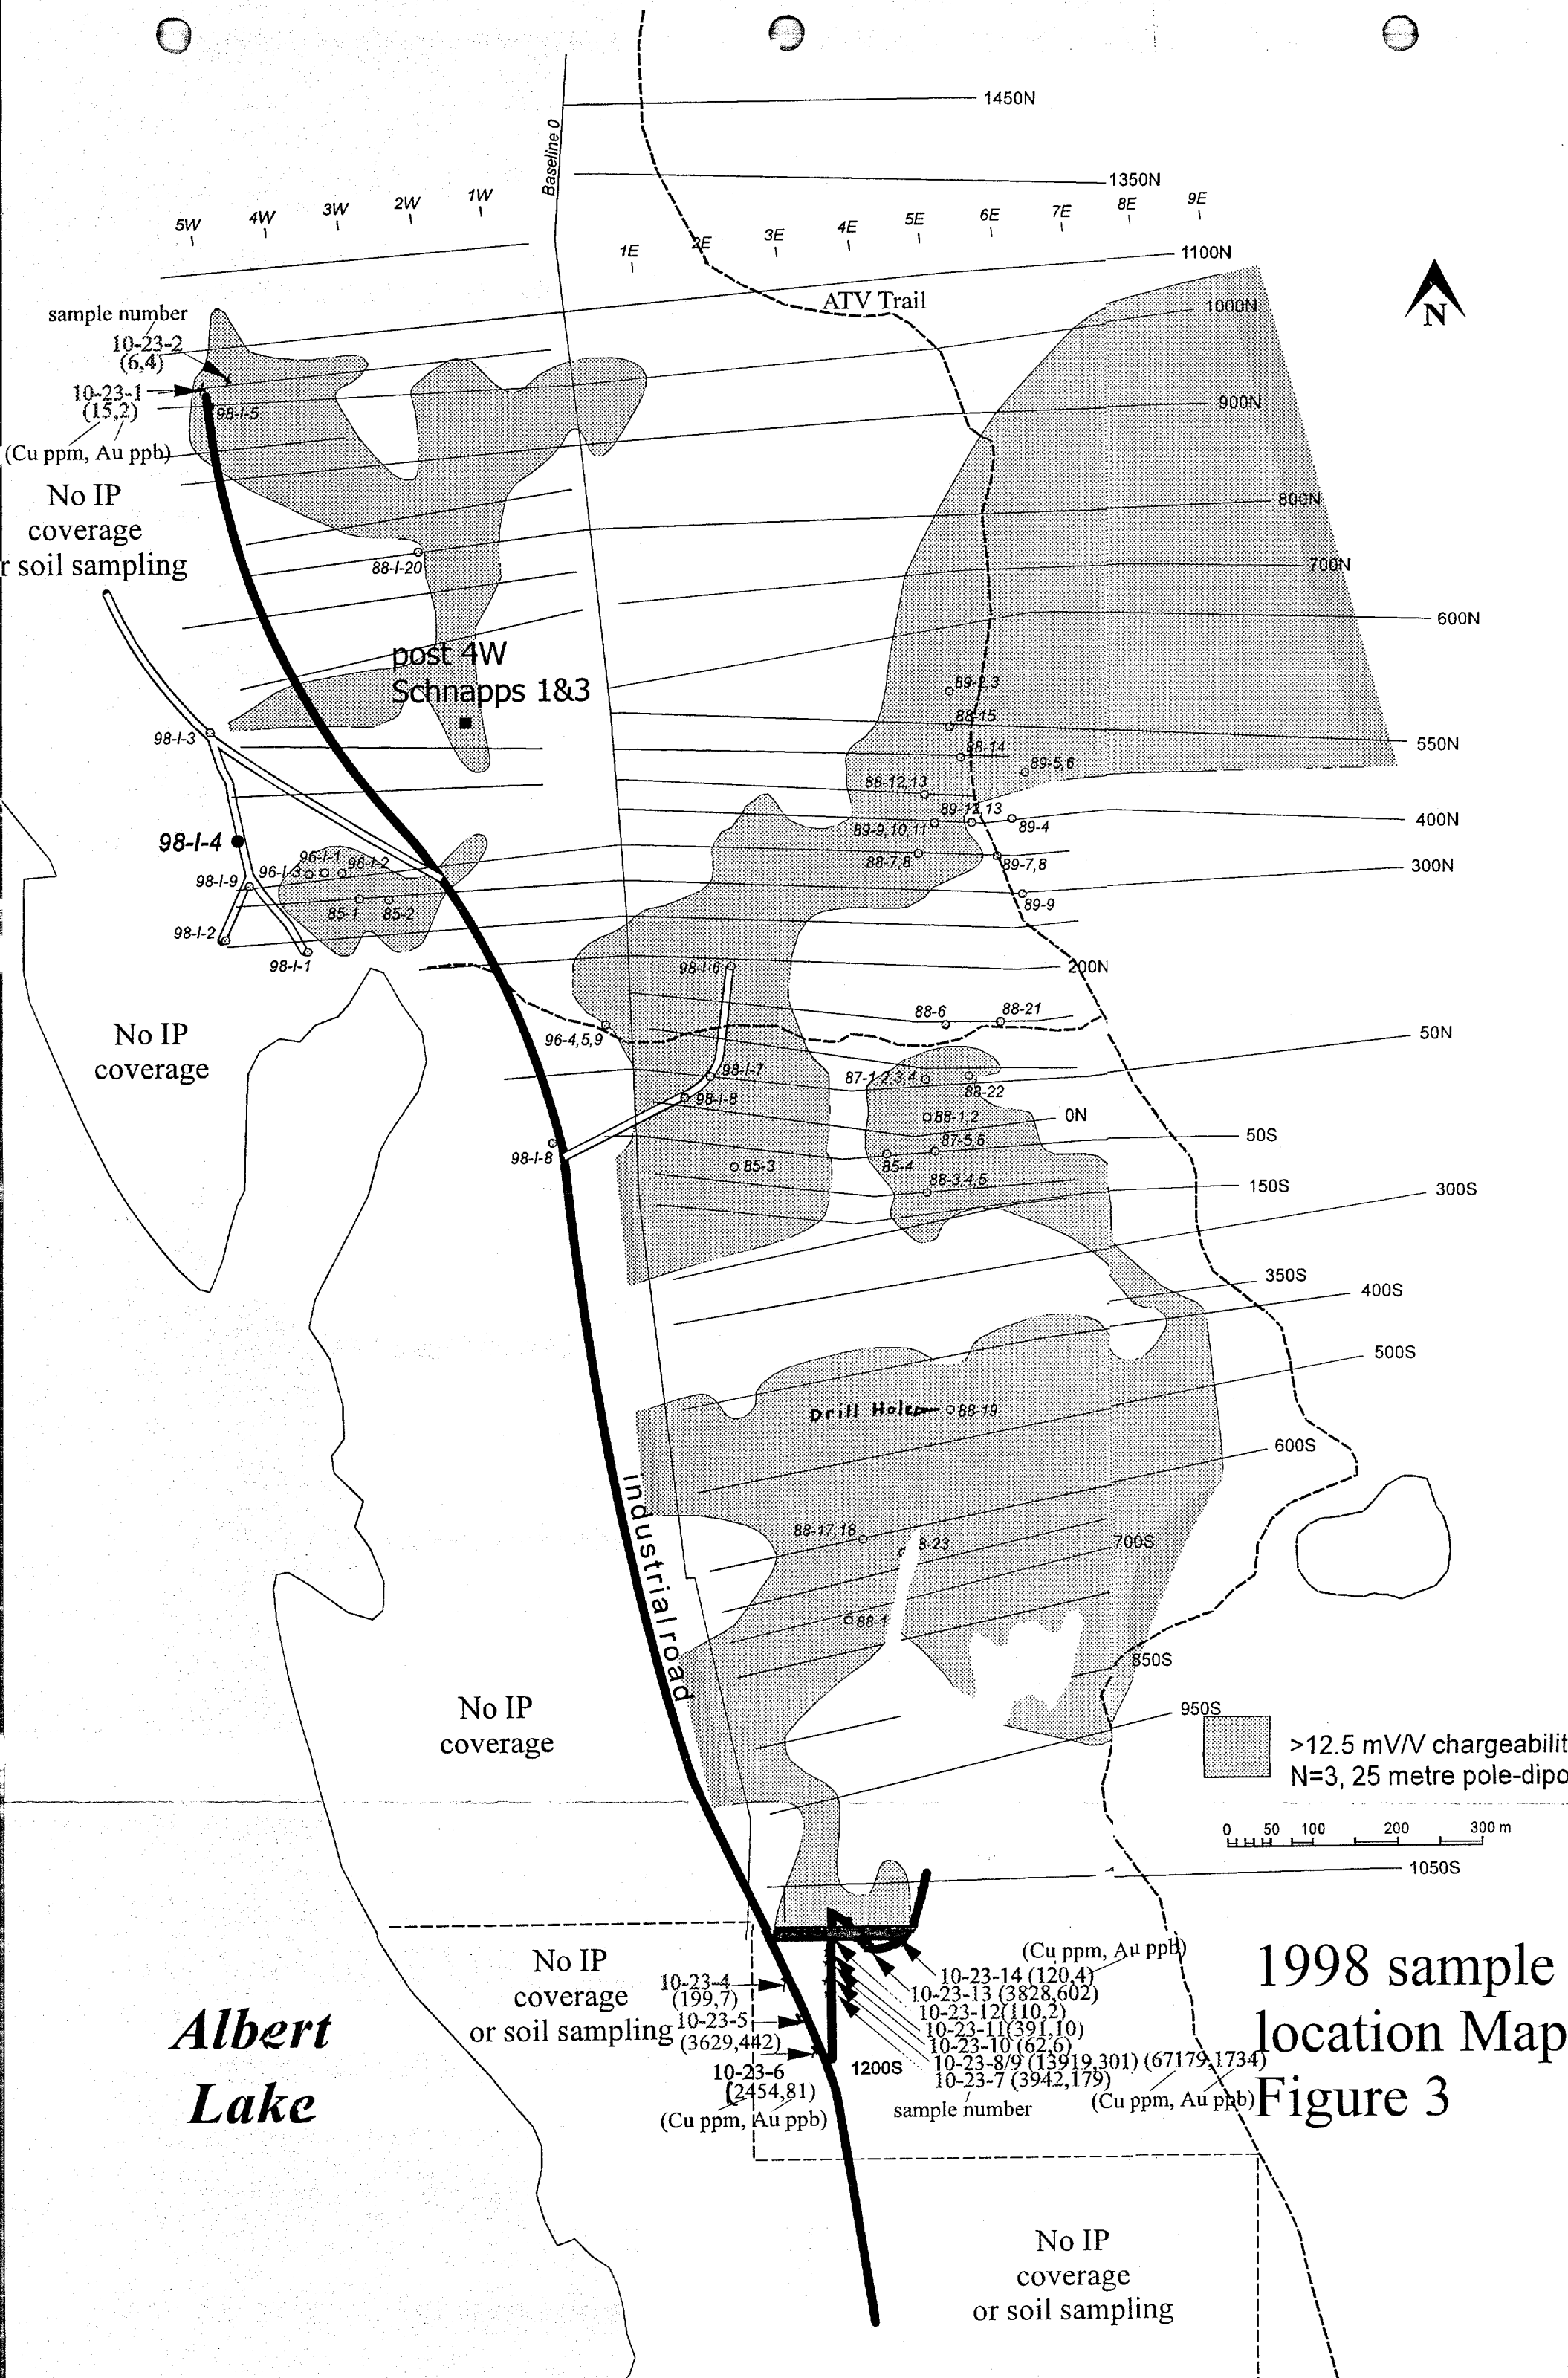 1450N
Baseline 0
1350N
5W
4W
3W
2W
1W
1E
2E
3E
4E
5E
6E
7E
8E
9E
1100N
ATV Trail
1000N
N
sample number
10-23-2
(6,4)
10-23-1
(15,2)
98-I-5
(Cu ppm, Au ppb)
900N
No IP
coverage
r soil sampling
800N
88-I-20
700N
600N
post 4W
Schnapps 1&3
89-2,3
88-15
98-I-3
88-14
550N
89-5,6
88-12,13
89-12,13
89-9,10,11
89-4
400N
98-I-4
96-I-1
96-I-2
96-I-3
88-7,8
89-7,8
300N
98-I-9
85-1
85-2
89-9
98-I-2
98-I-1
98-I-6
200N
88-6
88-21
No IP
coverage
96-4,5,9
50N
98-I-7
87-1,2,3,4
88-22
98-I-8
88-1,2
0N
98-I-8
87-5,6
50S
85-3
85-4
88-3,4,5
150S
300S
350S
400S
500S
Drill Hole
88-19
600S
Industrial road
88-17,18
8-23
700S
88-1
850S
No IP
coverage
950S
>12.5 mV/V chargeabilit
N=3, 25 metre pole-dipo
0 50 100 200 300 m
1050S
No IP
coverage
or soil sampling
10-23-4
(199,7)
10-23-5
(3629,442)
10-23-6
(2454,81)
(Cu ppm, Au ppb)
1200S
(Cu ppm, Au ppb)
10-23-14 (120,4)
10-23-13 (3828,602)
10-23-12(110,2)
10-23-11(391,10)
10-23-10 (62,6)
10-23-8/9 (13919,301) (67179,1734)
10-23-7 (3942,179)
sample number
(Cu ppm, Au ppb)
1998 sample
location Map
Figure 3
Albert
Lake
No IP
coverage
or soil sampling